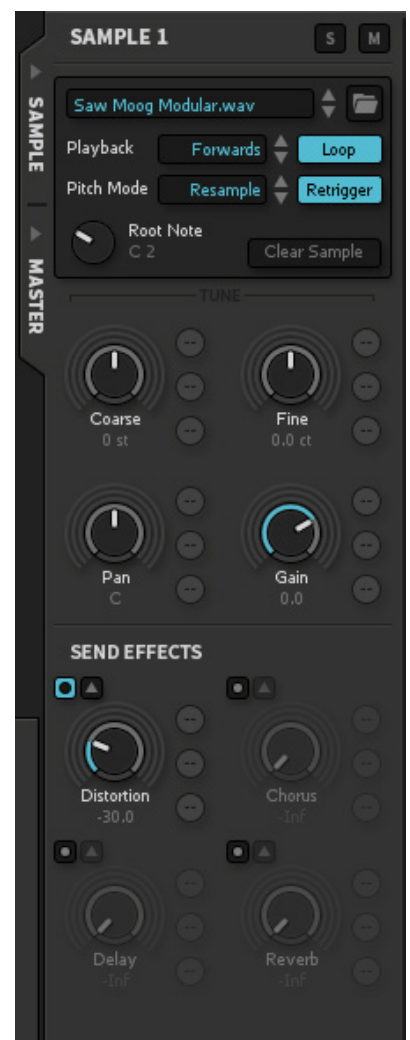 SAMPLE 1
S
M
SAMPLE
MASTER
Saw Moog Modular.wav
Playback
Forwards
Loop
Pitch Mode
Resample
Retrigger
Root Note
C 2
Clear Sample
TUNE
--
--
--
--
--
--
Coarse
0 st
Fine
0.0 ct
--
--
--
--
--
--
Pan
C
Gain
0.0
SEND EFFECTS
--
--
--
--
--
--
Distortion
-30.0
Chorus
-Inf
--
--
--
--
--
--
Delay
-Inf
Reverb
-Inf